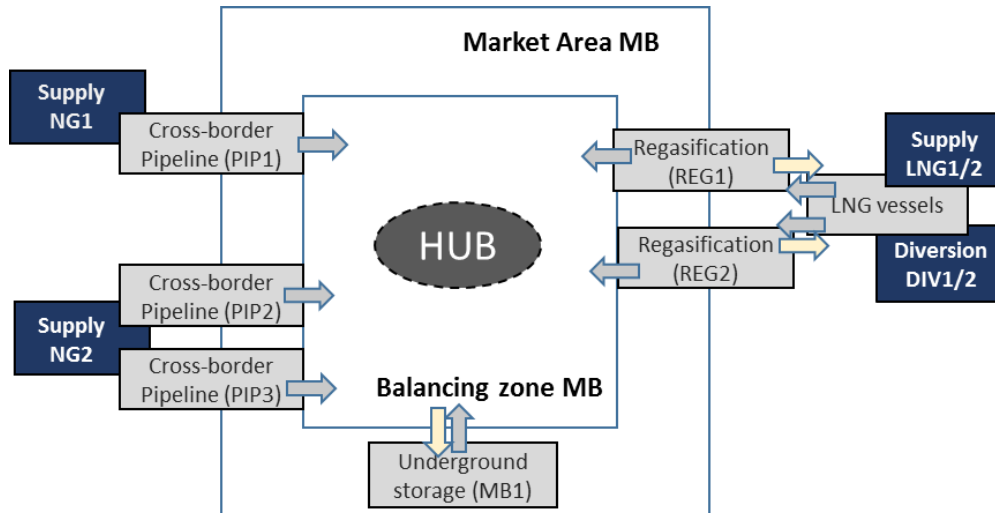 Market Area MB
Supply
NG1
Cross-border
Pipeline (PIP1)
Regasification
(REG1)
Supply
LNG1/2
LNG vessels
HUB
Regasification
(REG2)
Diversion
DIV1/2
Cross-border
Pipeline (PIP2)
Supply
NG2
Cross-border
Pipeline (PIP3)
Balancing zone MB
Underground
storage (MB1)